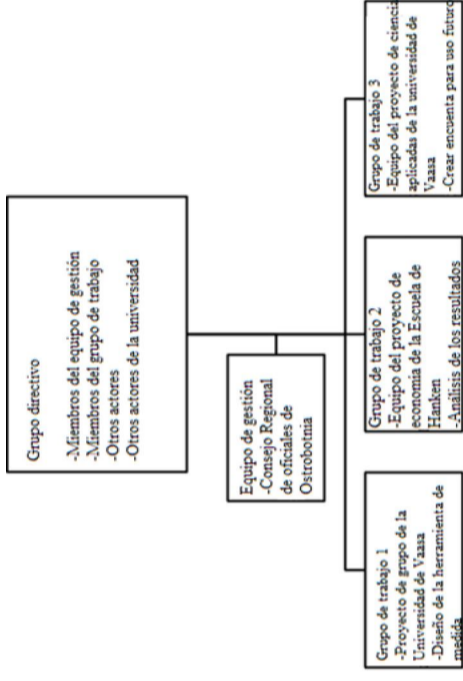 Grupo directivo
-Miembros del equipo de gestión
-Miembros del grupo de trabajo
-Otros actores
-Otros actores de la universidad
Equipo de gestión
-Consejo Regional
de oficiales de
Ostrobotnia
Grupo de trabajo 1
-Proyecto de grupo de la
Universidad de Vaasa
-Diseño de la herramienta de
medida
Grupo de trabajo 2
-Equipo del proyecto de
economia de la Escuela de
Hanken
-Análisis de los resultados
Grupo de trabajo 3
-Equipo del proyecto de ciencia
aplicadas de la universidad de
Vaasa
-Crear encuenta para uso futuro